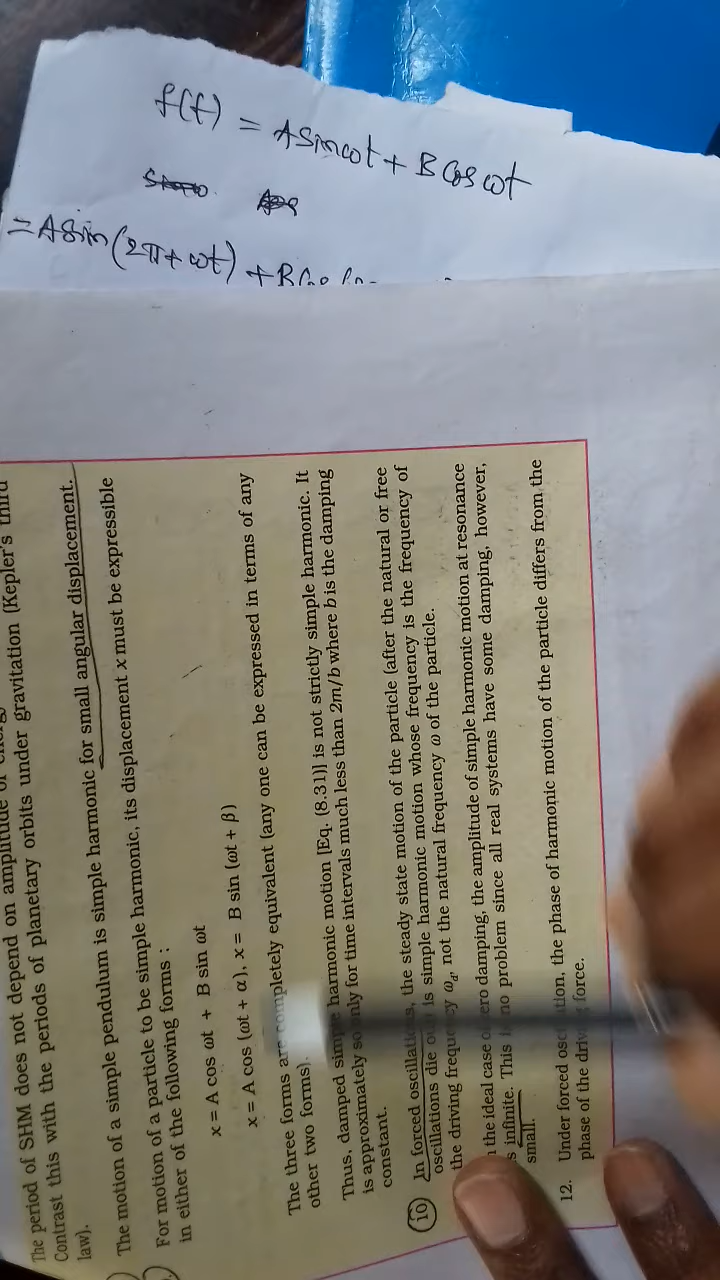 f(t) = A Sin ωt + B Cos ωt
= A sin (2π + ωt) + B Cos
The period of SHM does not depend on amplitude or energy
Contrast this with the periods of planetary orbits under gravitation (Kepler's third
law).
The motion of a simple pendulum is simple harmonic for small angular displacement.
For motion of a particle to be simple harmonic, its displacement x must be expressible
in either of the following forms :
x = A cos ωt + B sin ωt
x = A cos (ωt + α), x = B sin (ωt + β)
The three forms are completely equivalent (any one can be expressed in terms of any
other two forms).
Thus, damped simple harmonic motion [Eq. (8.31)] is not strictly simple harmonic. It
is approximately so only for time intervals much less than 2m/b where b is the damping
constant.
10 In forced oscillations, the steady state motion of the particle (after the natural or free
oscillations die out) is simple harmonic motion whose frequency is the frequency of
the driving frequency ω_d, not the natural frequency ω of the particle.
the ideal case of zero damping, the amplitude of simple harmonic motion at resonance
is infinite. This is no problem since all real systems have some damping, however,
small.
12. Under forced oscillation, the phase of harmonic motion of the particle differs from the
phase of the driving force.